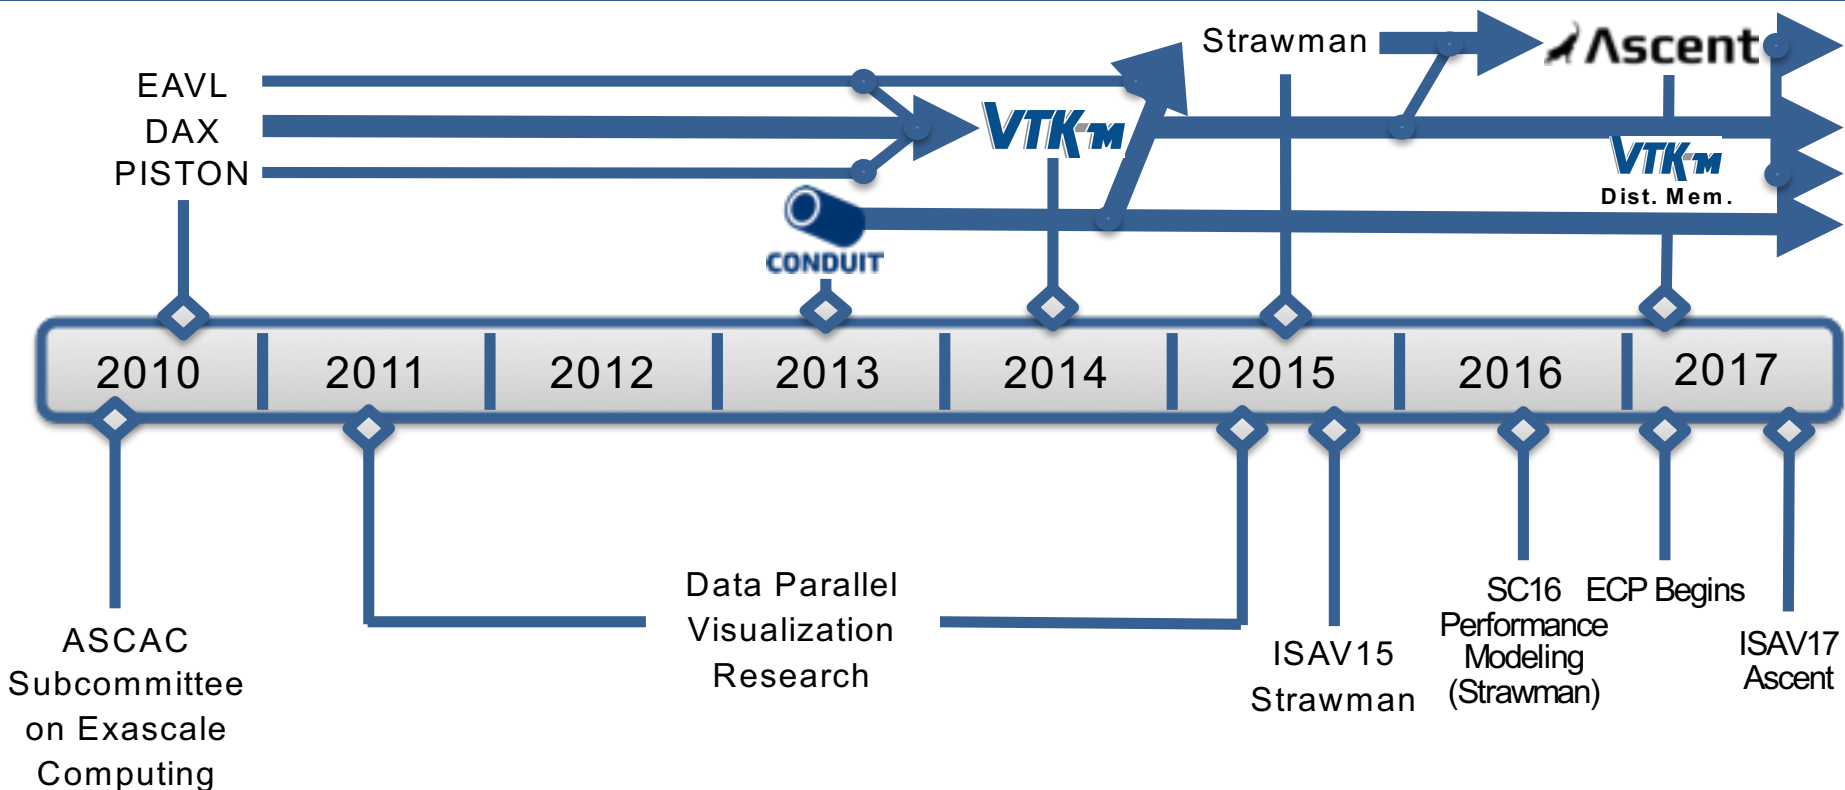 Strawman
Ascent
EAVL
DAX
PISTON
VTK-m
VTK-m
Dist. Mem.
CONDUIT
2010
2011
2012
2013
2014
2015
2016
2017
ASCAC
Subcommittee
on Exascale
Computing
Data Parallel
Visualization
Research
ISAV15
Strawman
SC16
Performance
Modeling
(Strawman)
ECP Begins
ISAV17
Ascent